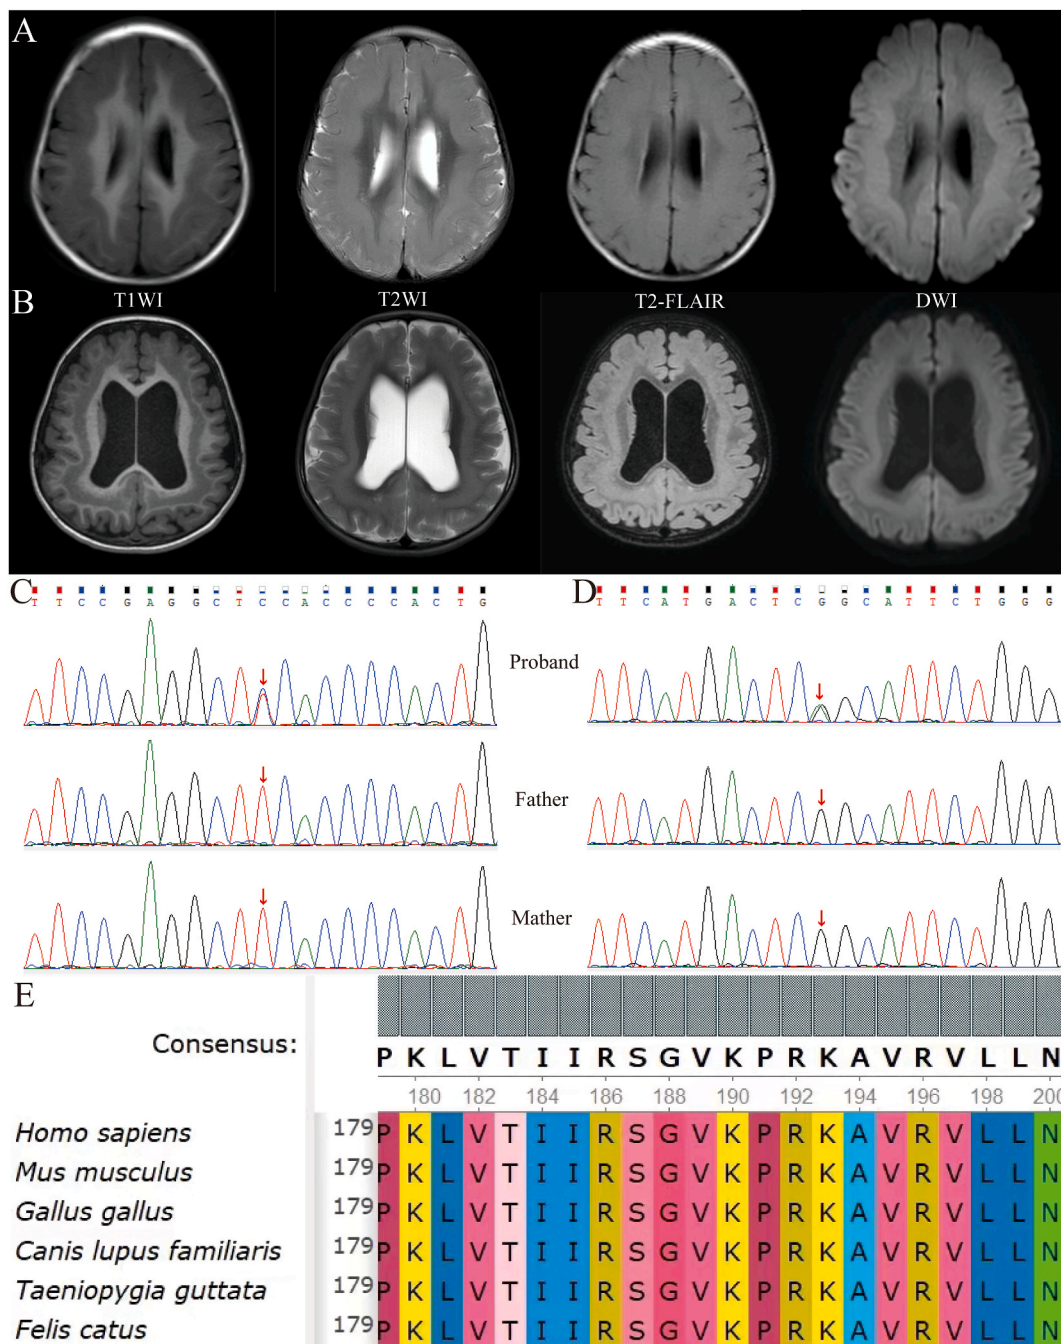 A
B
T1WI T2WI T2-FLAIR DWI
C D
T T C C G A G G C T C C A C C C C A C T G
T T C A T G A C T C G G C A T T C T G G G
Proband
Father
Mather
E
Consensus: P K L V T I I R S G V K P R K A V R V L L N
180 182 184 186 188 190 192 194 196 198 200
Homo sapiens 179 P K L V T I I R S G V K P R K A V R V L L N
Mus musculus 179 P K L V T I I R S G V K P R K A V R V L L N
Gallus gallus 179 P K L V T I I R S G V K P R K A V R V L L N
Canis lupus familiaris 179 P K L V T I I R S G V K P R K A V R V L L N
Taeniopygia guttata 179 P K L V T I I R S G V K P R K A V R V L L N
Felis catus 179 P K L V T I I R S G V K P R K A V R V L L N